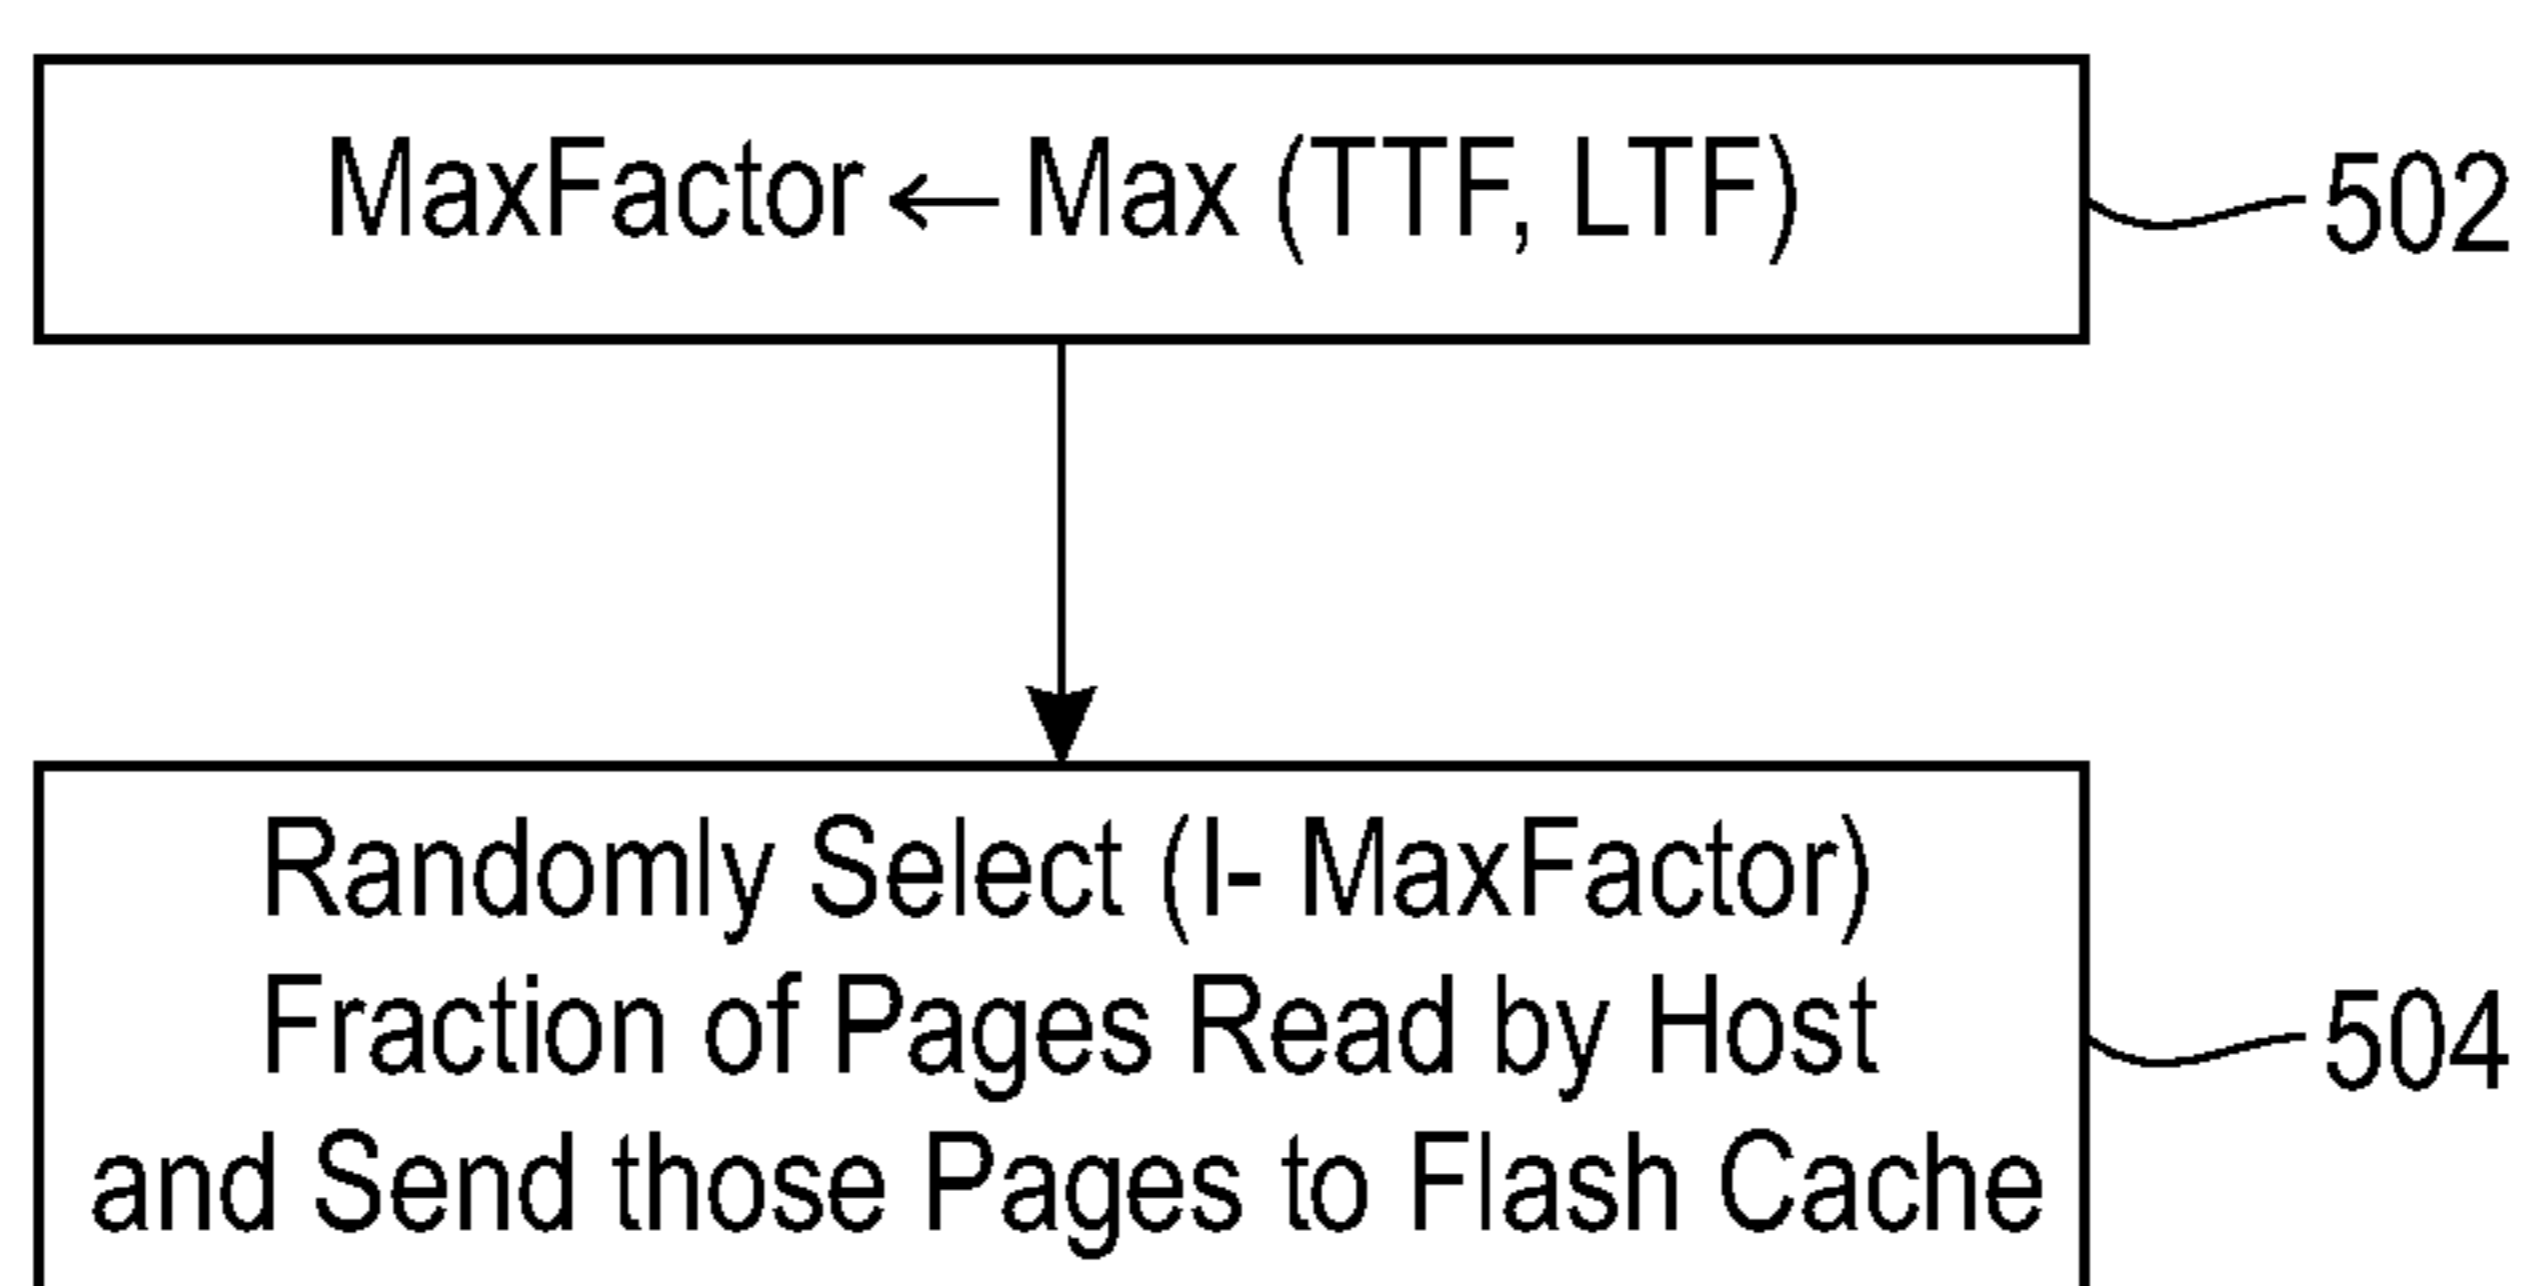 MaxFactor ← Max (TTF, LTF)
502
Randomly Select (I- MaxFactor)
Fraction of Pages Read by Host
and Send those Pages to Flash Cache
504